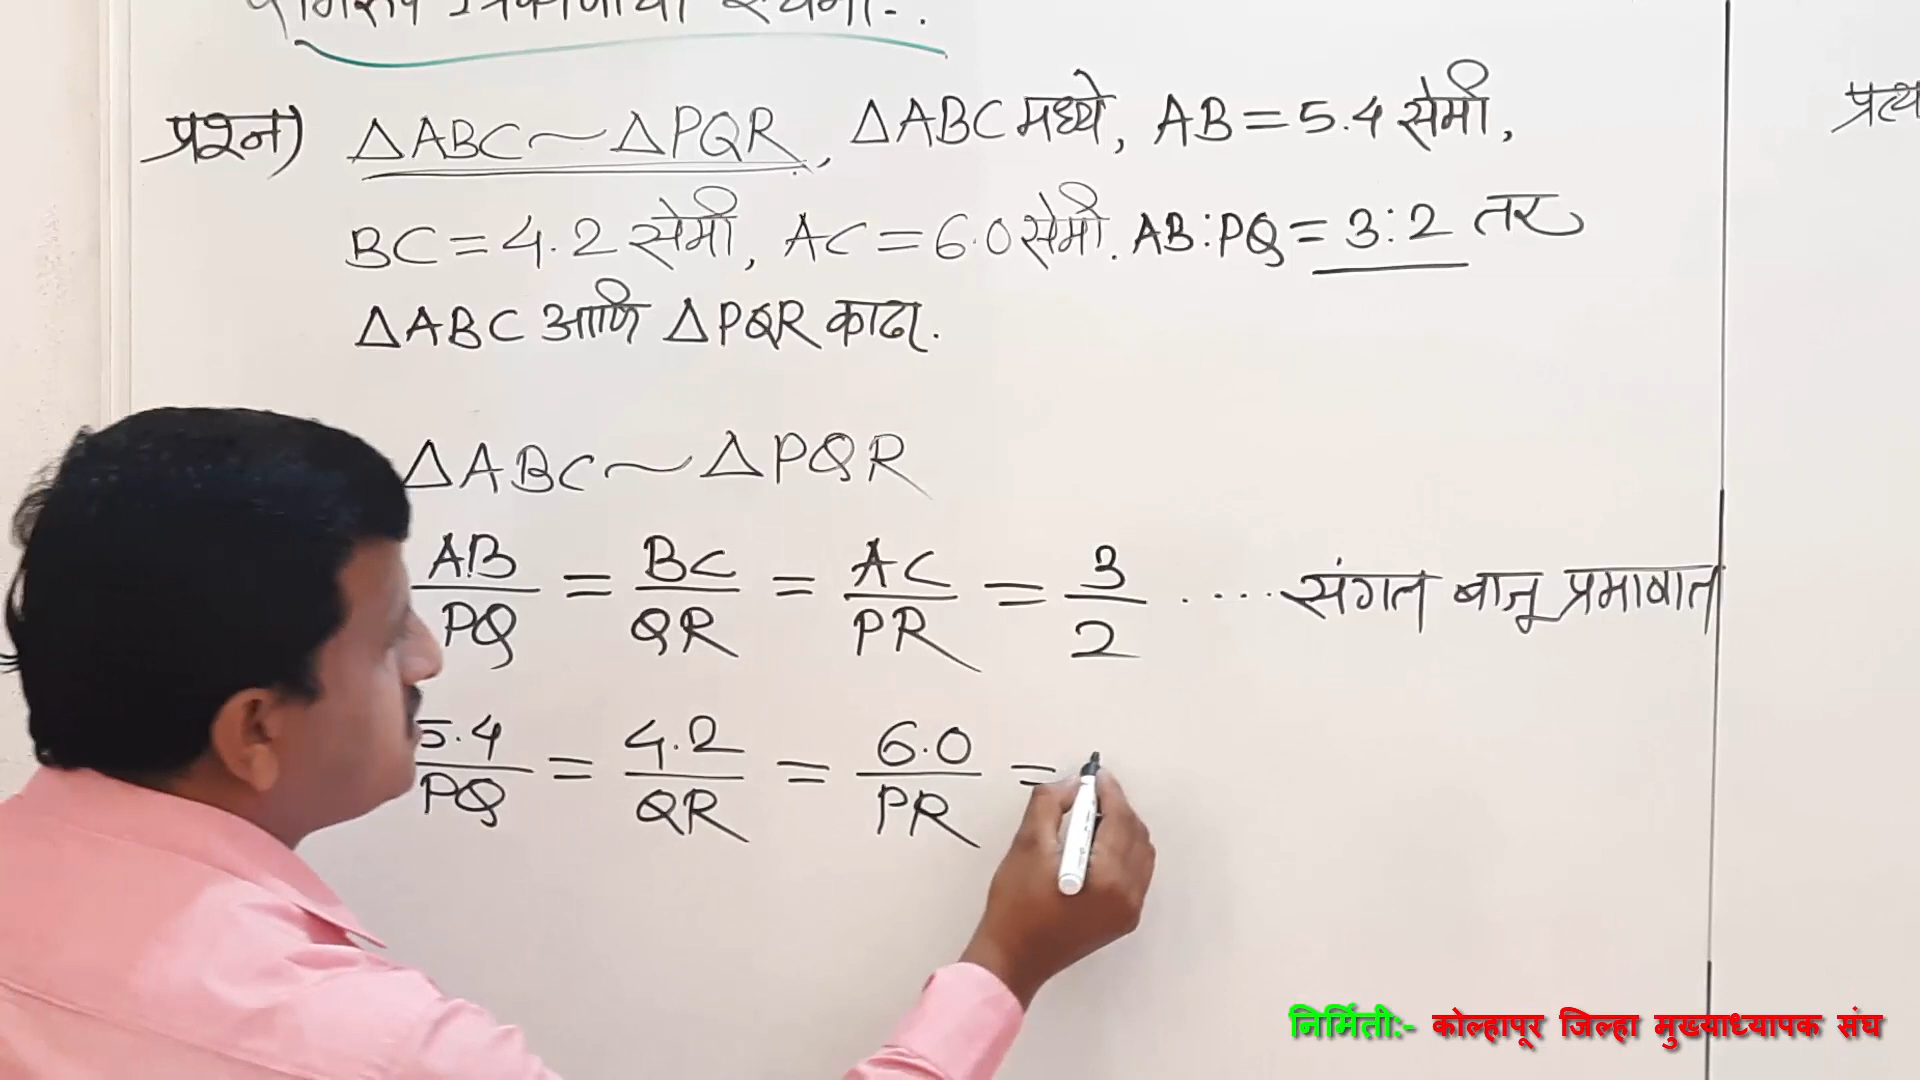 प्रश्न) △ABC ~ △PQR, △ABC मध्ये, AB = 5.4 सेमी,
BC = 4.2 सेमी, AC = 6.0 सेमी. AB:PQ = 3:2 तर
△ABC आणि △PQR काढा.
△ABC ~ △PQR
AB/PQ = BC/QR = AC/PR = 3/2 .... संगत बाजू प्रमाणात
5.4/PQ = 4.2/QR = 6.0/PR =
निर्मिती:- कोल्हापूर जिल्हा मुख्याध्यापक संघ